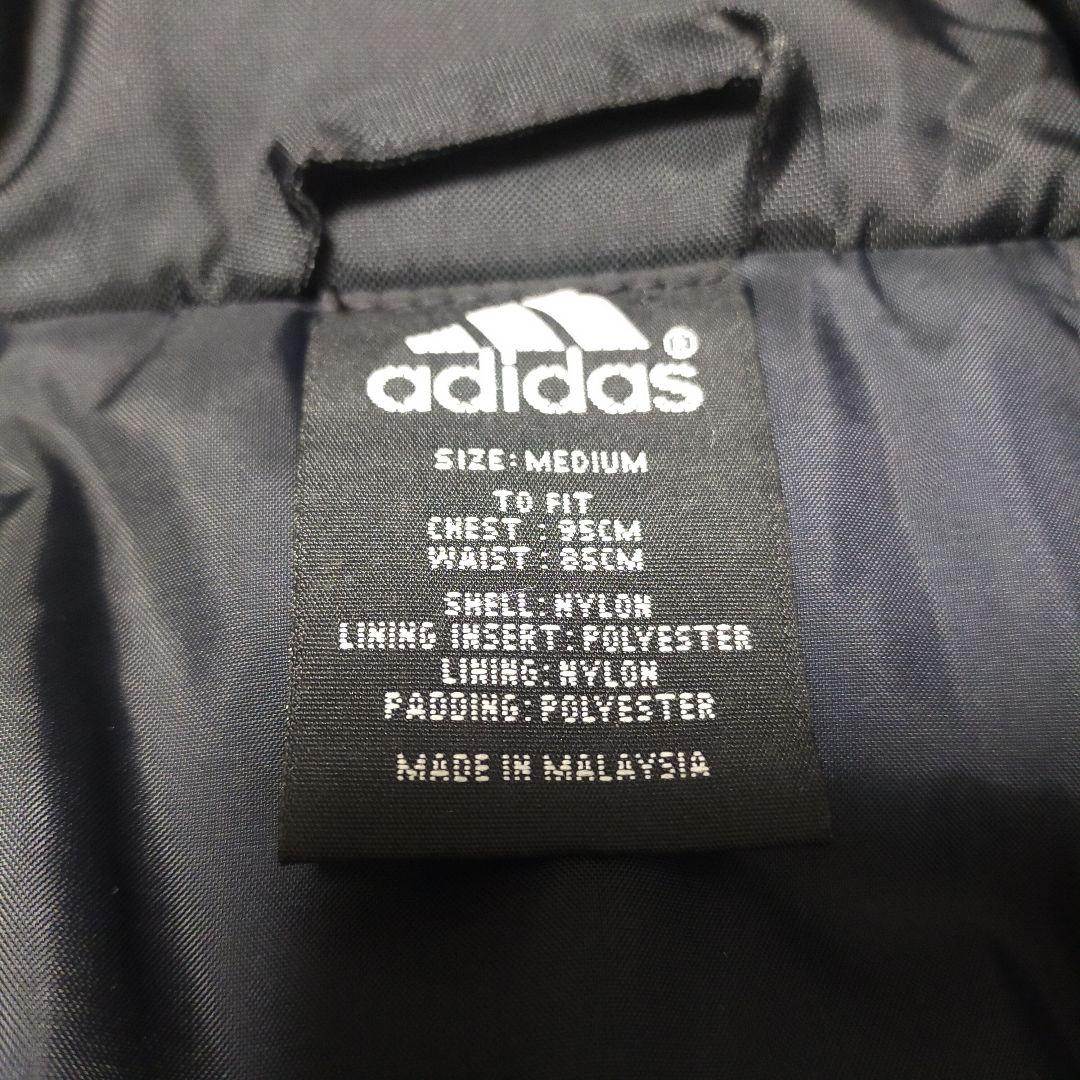 adidas®
SIZE: MEDIUM
TO FIT
CHEST : 95CM
WAIST : 85CM
SHELL: NYLON
LINING INSERT: POLYESTER
LINING: NYLON
PADDING: POLYESTER
MADE IN MALAYSIA